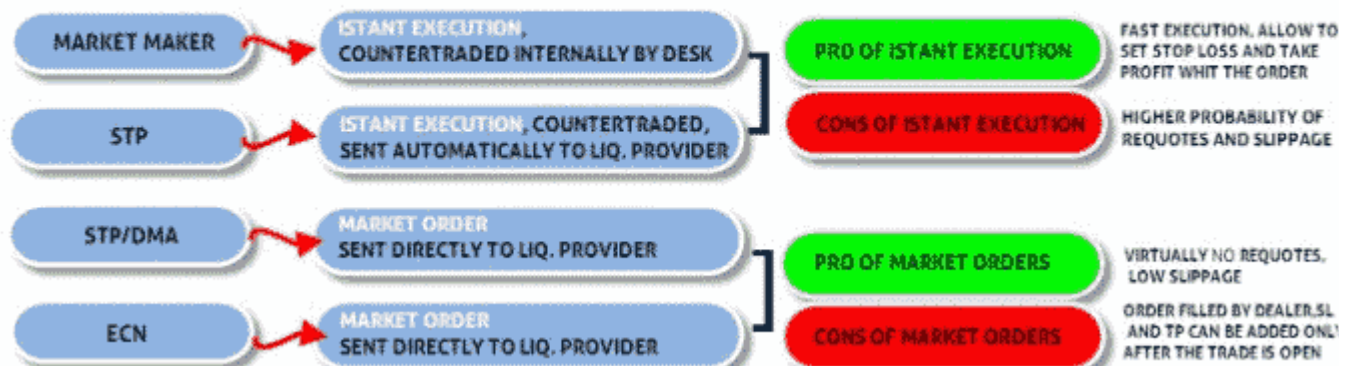 MARKET MAKER
ISTANT EXECUTION,
COUNTERTRADED INTERNALLY BY DESK
PRO OF ISTANT EXECUTION
FAST EXECUTION, ALLOW TO
SET STOP LOSS AND TAKE
PROFIT WHIT THE ORDER
STP
ISTANT EXECUTION, COUNTERTRADED,
SENT AUTOMATICALLY TO LIQ. PROVIDER
CONS OF ISTANT EXECUTION
HIGHER PROBABILITY OF
REQUOTES AND SLIPPAGE
STP/DMA
MARKET ORDER
SENT DIRECTLY TO LIQ. PROVIDER
PRO OF MARKET ORDERS
VIRTUALLY NO REQUOTES,
LOW SLIPPAGE
ECN
MARKET ORDER
SENT DIRECTLY TO LIQ. PROVIDER
CONS OF MARKET ORDERS
ORDER FILLED BY DEALER,SL
AND TP CAN BE ADDED ONLY
AFTER THE TRADE IS OPEN